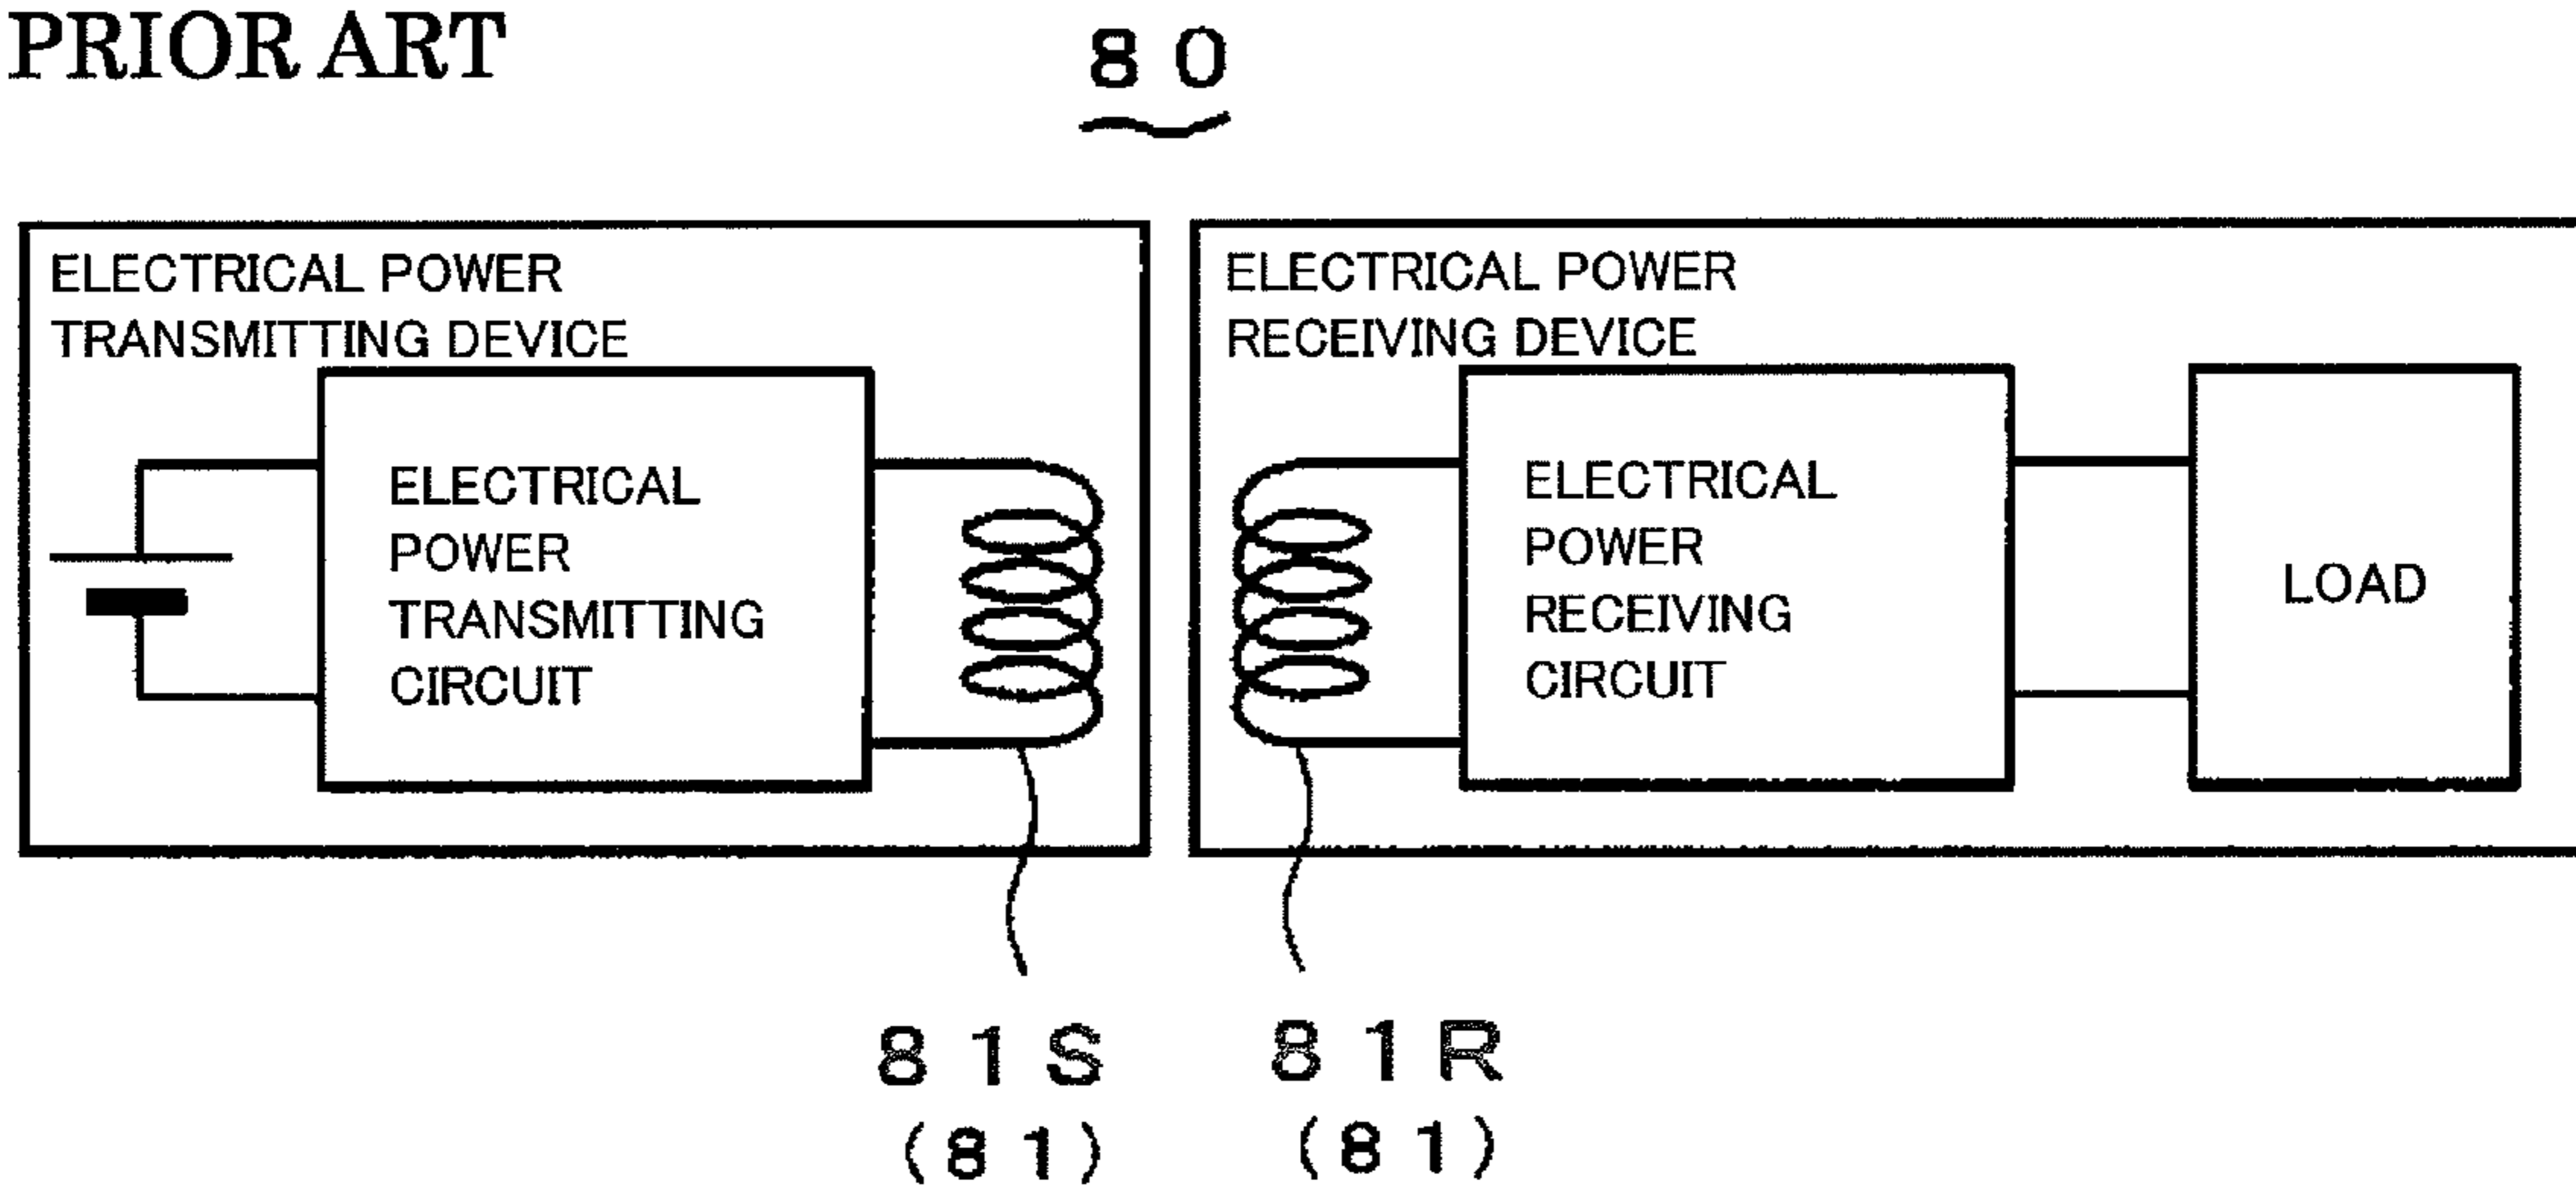 PRIOR ART
80
ELECTRICAL POWER
TRANSMITTING DEVICE
ELECTRICAL
POWER
TRANSMITTING
CIRCUIT
ELECTRICAL POWER
RECEIVING DEVICE
ELECTRICAL
POWER
RECEIVING
CIRCUIT
LOAD
81S
(81)
81R
(81)